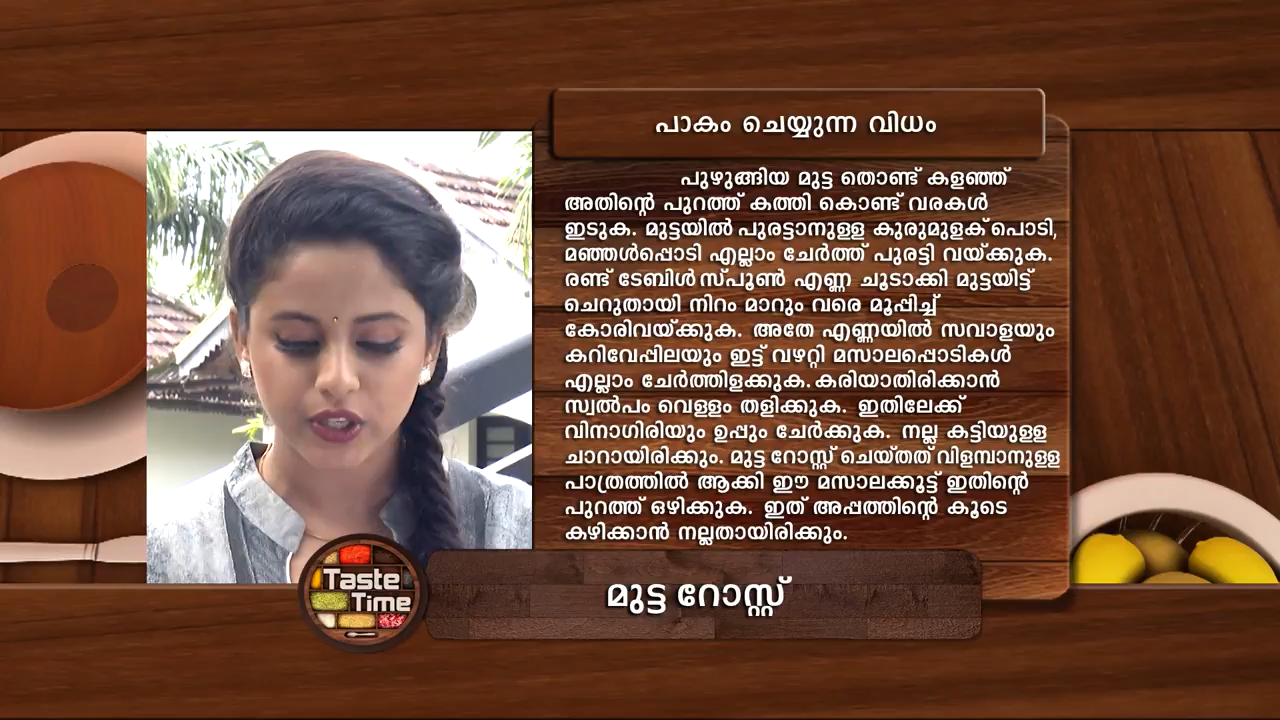 പാകം ചെയ്യുന്ന വിധം
പുഴുങ്ങിയ മുട്ട തൊണ്ട് കളഞ്ഞ്
അതിന്റെ പുറത്ത് കത്തി കൊണ്ട് വരകൾ
ഇടുക. മുട്ടയിൽ പുരട്ടാനുള്ള കുരുമുളക് പൊടി,
മഞ്ഞൾപ്പൊടി എല്ലാം ചേർത്ത് പുരട്ടി വയ്ക്കുക.
രണ്ട് ടേബിൾ സ്പൂൺ എണ്ണ ചൂടാക്കി മുട്ടയിട്ട്
ചെറുതായി നിറം മാറും വരെ മൂപ്പിച്ച്
കോരിവയ്ക്കുക. അതേ എണ്ണയിൽ സവാളയും
കറിവേപ്പിലയും ഇട്ട് വഴറ്റി മസാലപ്പൊടികൾ
എല്ലാം ചേർത്തിളക്കുക. കരിയാതിരിക്കാൻ
സ്വൽപം വെള്ളം തളിക്കുക. ഇതിലേക്ക്
വിനാഗിരിയും ഉപ്പും ചേർക്കുക. നല്ല കട്ടിയുള്ള
ചാറായിരിക്കും. മുട്ട റോസ്റ്റ് ചെയ്തത് വിളമ്പാനുള്ള
പാത്രത്തിൽ ആക്കി ഈ മസാലക്കൂട്ട് ഇതിന്റെ
പുറത്ത് ഒഴിക്കുക. ഇത് അപ്പത്തിന്റെ കൂടെ
കഴിക്കാൻ നല്ലതായിരിക്കും.
Taste
Time
മുട്ട റോസ്റ്റ്